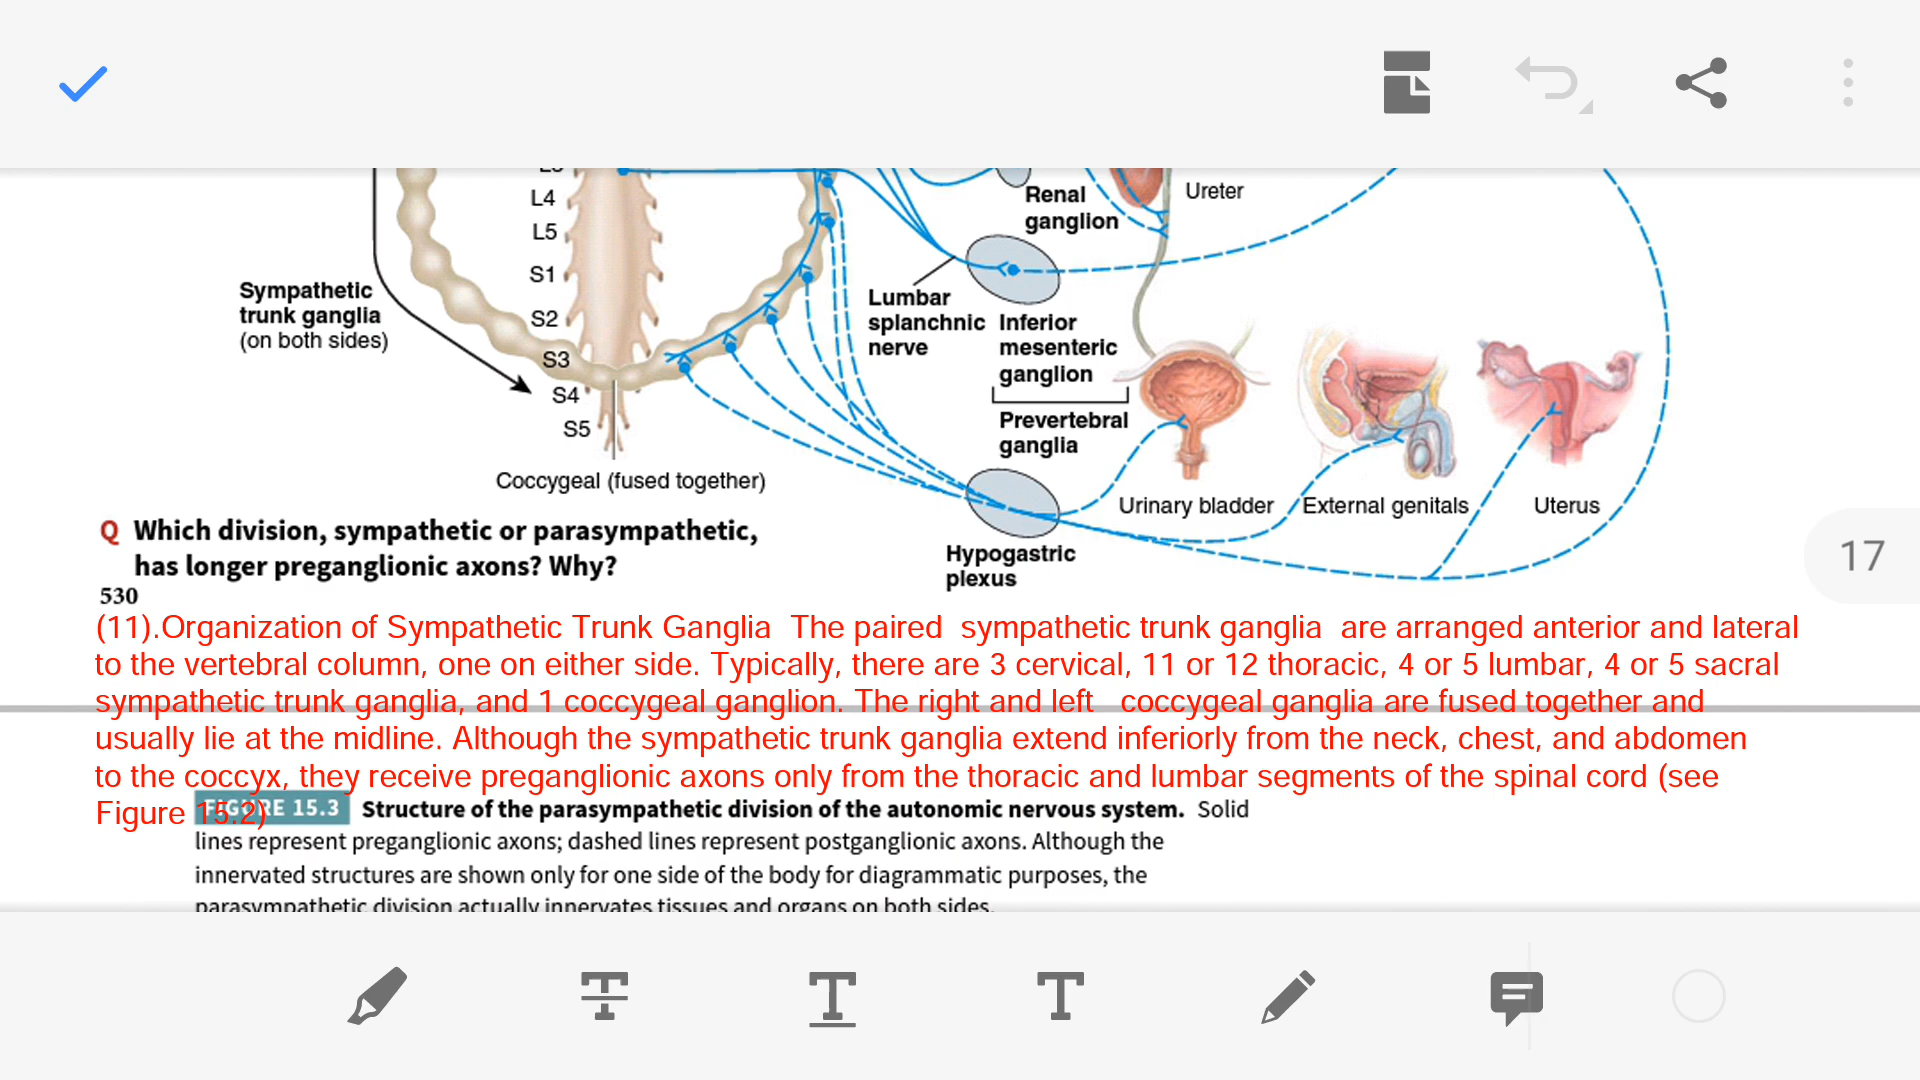 L4
L5
S1
S2
S3
S4
S5
Sympathetic
trunk ganglia
(on both sides)
Coccygeal (fused together)
Renal
ganglion
Ureter
Lumbar
splanchnic
nerve
Inferior
mesenteric
ganglion
Prevertebral
ganglia
Hypogastric
plexus
Urinary bladder
External genitals
Uterus
17
Q Which division, sympathetic or parasympathetic,
has longer preganglionic axons? Why?
530
(11).Organization of Sympathetic Trunk Ganglia The paired sympathetic trunk ganglia are arranged anterior and lateral
to the vertebral column, one on either side. Typically, there are 3 cervical, 11 or 12 thoracic, 4 or 5 lumbar, 4 or 5 sacral
sympathetic trunk ganglia, and 1 coccygeal ganglion. The right and left coccygeal ganglia are fused together and
usually lie at the midline. Although the sympathetic trunk ganglia extend inferiorly from the neck, chest, and abdomen
to the coccyx, they receive preganglionic axons only from the thoracic and lumbar segments of the spinal cord (see
Figure 15.2)
FIGURE 15.3 Structure of the parasympathetic division of the autonomic nervous system. Solid
lines represent preganglionic axons; dashed lines represent postganglionic axons. Although the
innervated structures are shown only for one side of the body for diagrammatic purposes, the
parasympathetic division actually innervates tissues and organs on both sides.